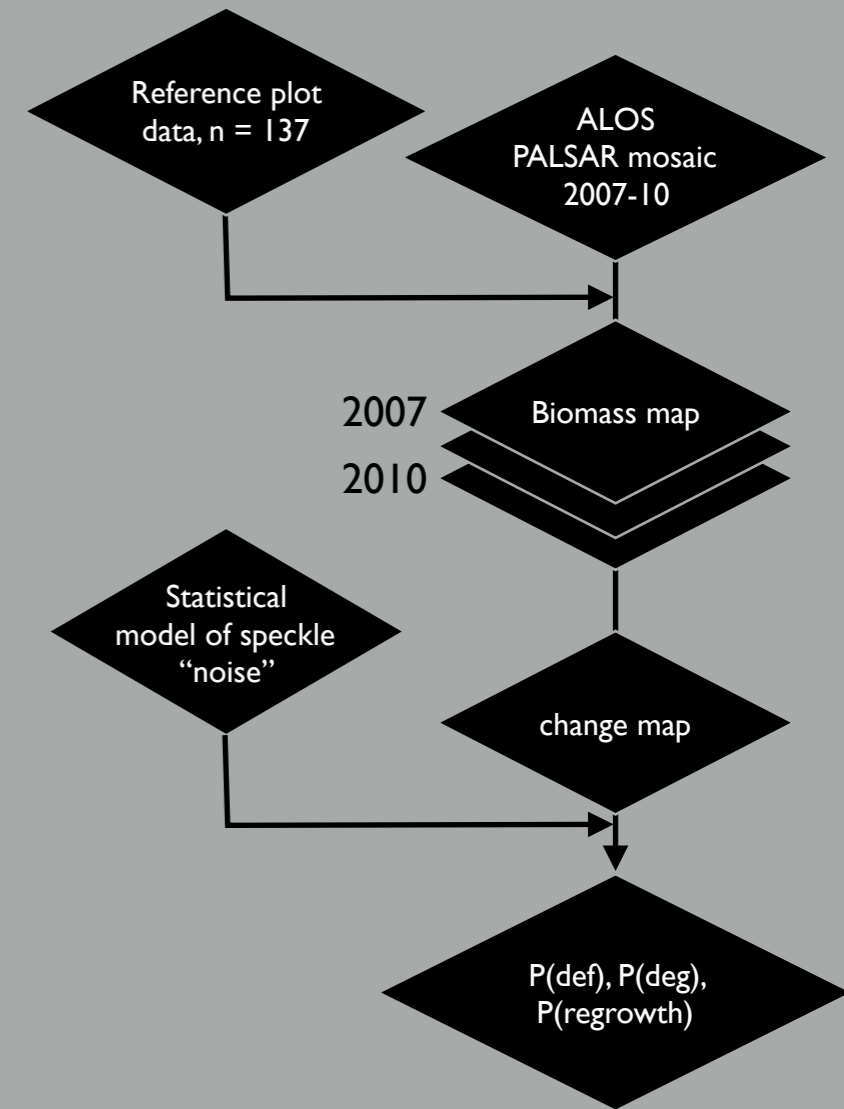 Reference plot
data, n = 137
ALOS
PALSAR mosaic
2007-10
2007
Biomass map
2010
Statistical
model of speckle
“noise”
change map
P(def), P(deg),
P(regrowth)